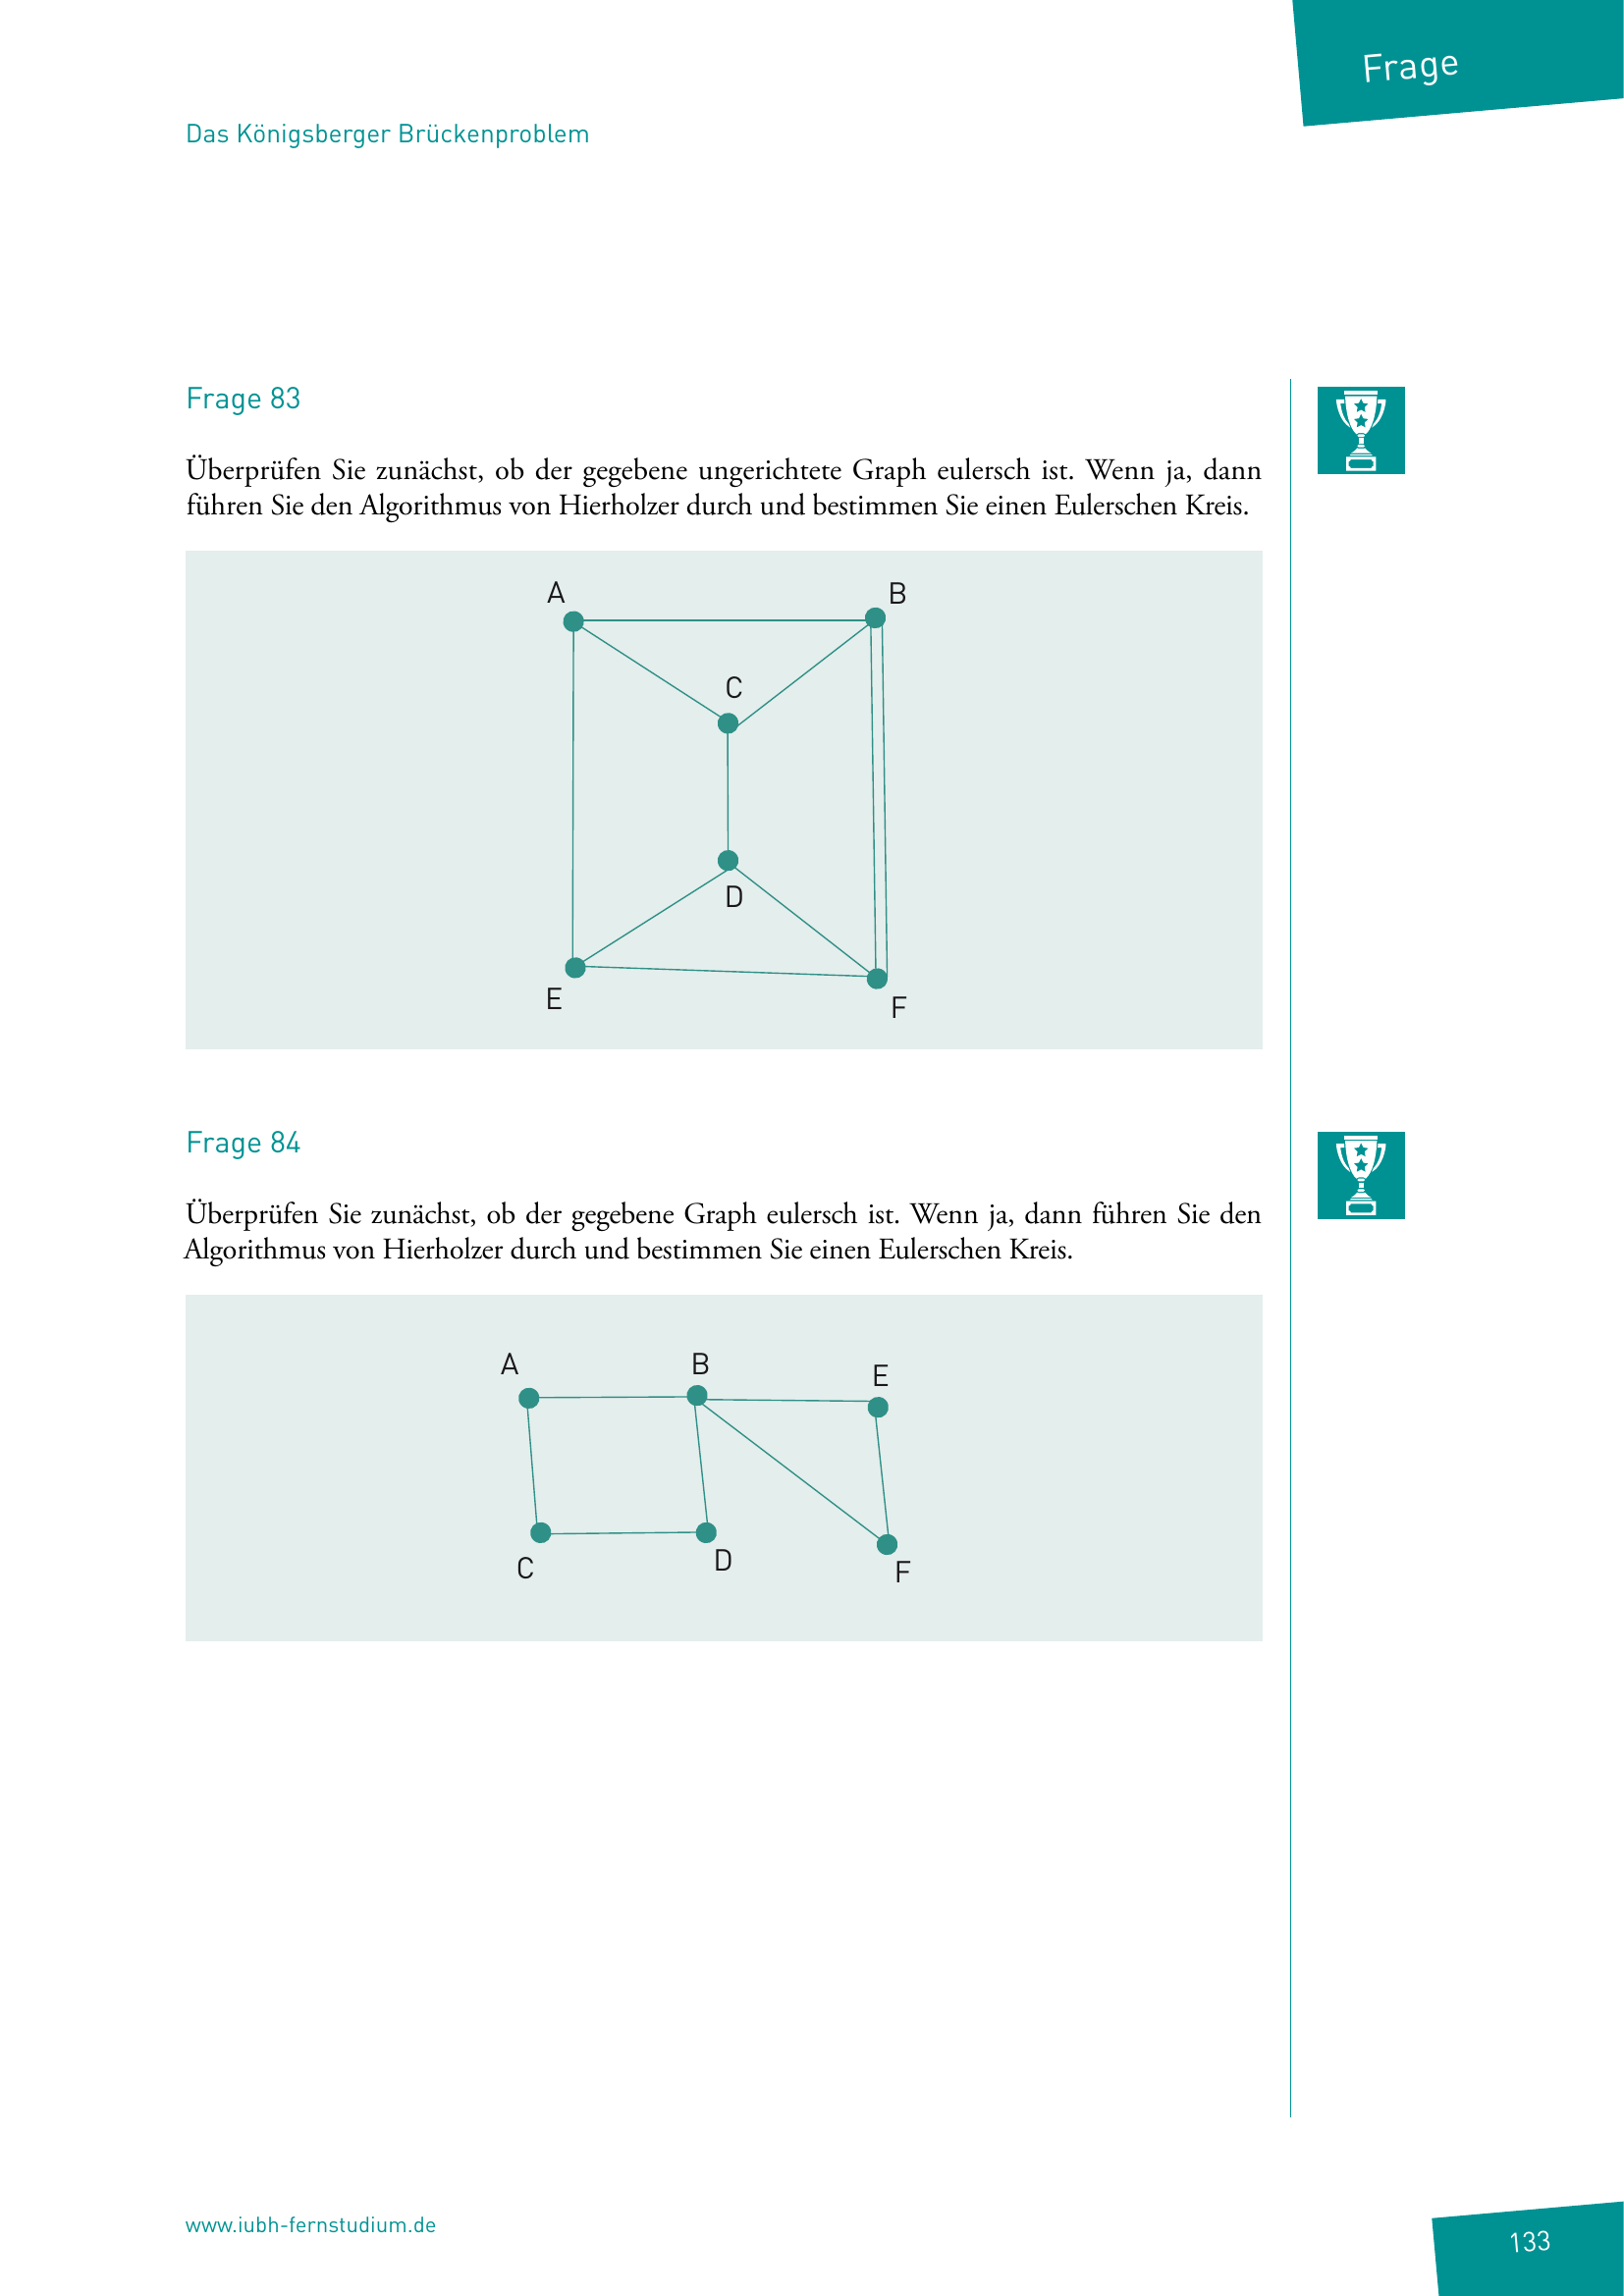 Frage
Das Königsberger Brückenproblem
Frage 83
Überprüfen Sie zunächst, ob der gegebene ungerichtete Graph eulersch ist. Wenn ja, dann
führen Sie den Algorithmus von Hierholzer durch und bestimmen Sie einen Eulerschen Kreis.
A
B
C
D
E
F
Frage 84
Überprüfen Sie zunächst, ob der gegebene Graph eulersch ist. Wenn ja, dann führen Sie den
Algorithmus von Hierholzer durch und bestimmen Sie einen Eulerschen Kreis.
A
B
E
C
D
F
www.iubh-fernstudium.de
133